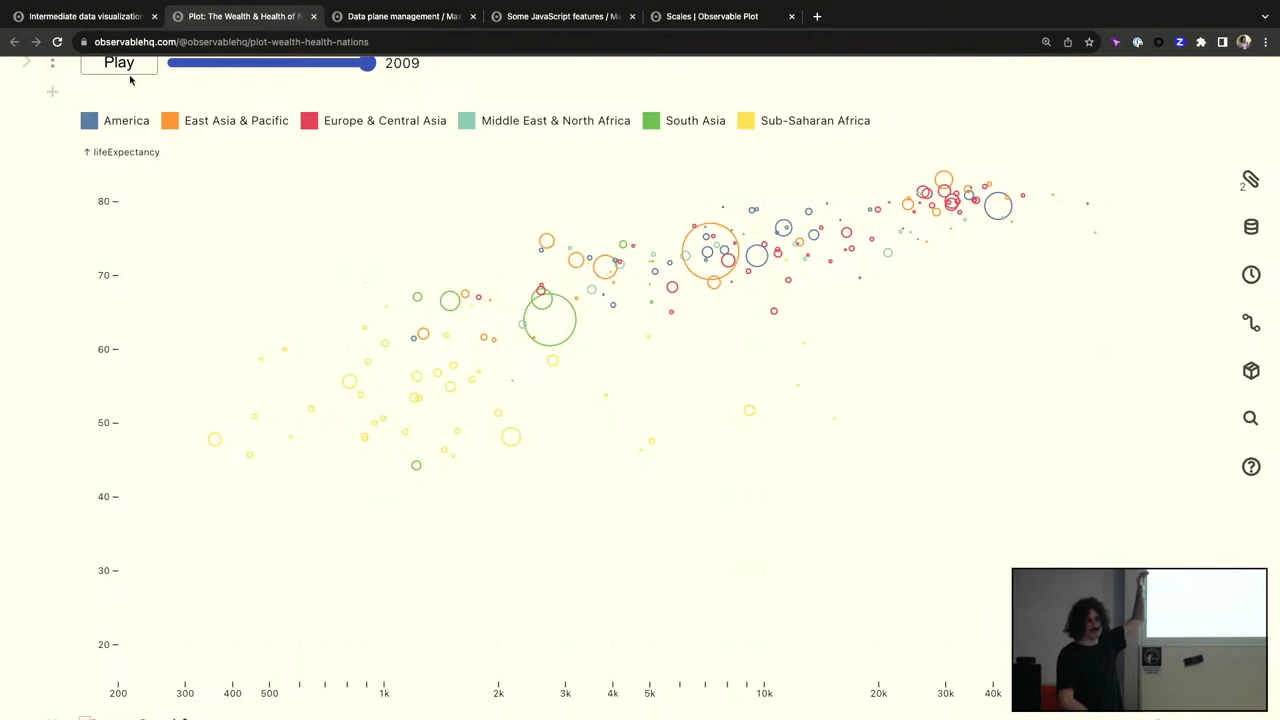 Intermediate data visualization
Plot: The Wealth & Health of N
Data plane management / Max
Some JavaScript features / Ma
Scales | Observable Plot
observablehq.com/@observablehq/plot-wealth-health-nations
Play
2009
America
East Asia & Pacific
Europe & Central Asia
Middle East & North Africa
South Asia
Sub-Saharan Africa
↑ lifeExpectancy
2
80
70
60
50
40
30
20
200 300 400 500 1k 2k 3k 4k 5k 10k 20k 30k 40k